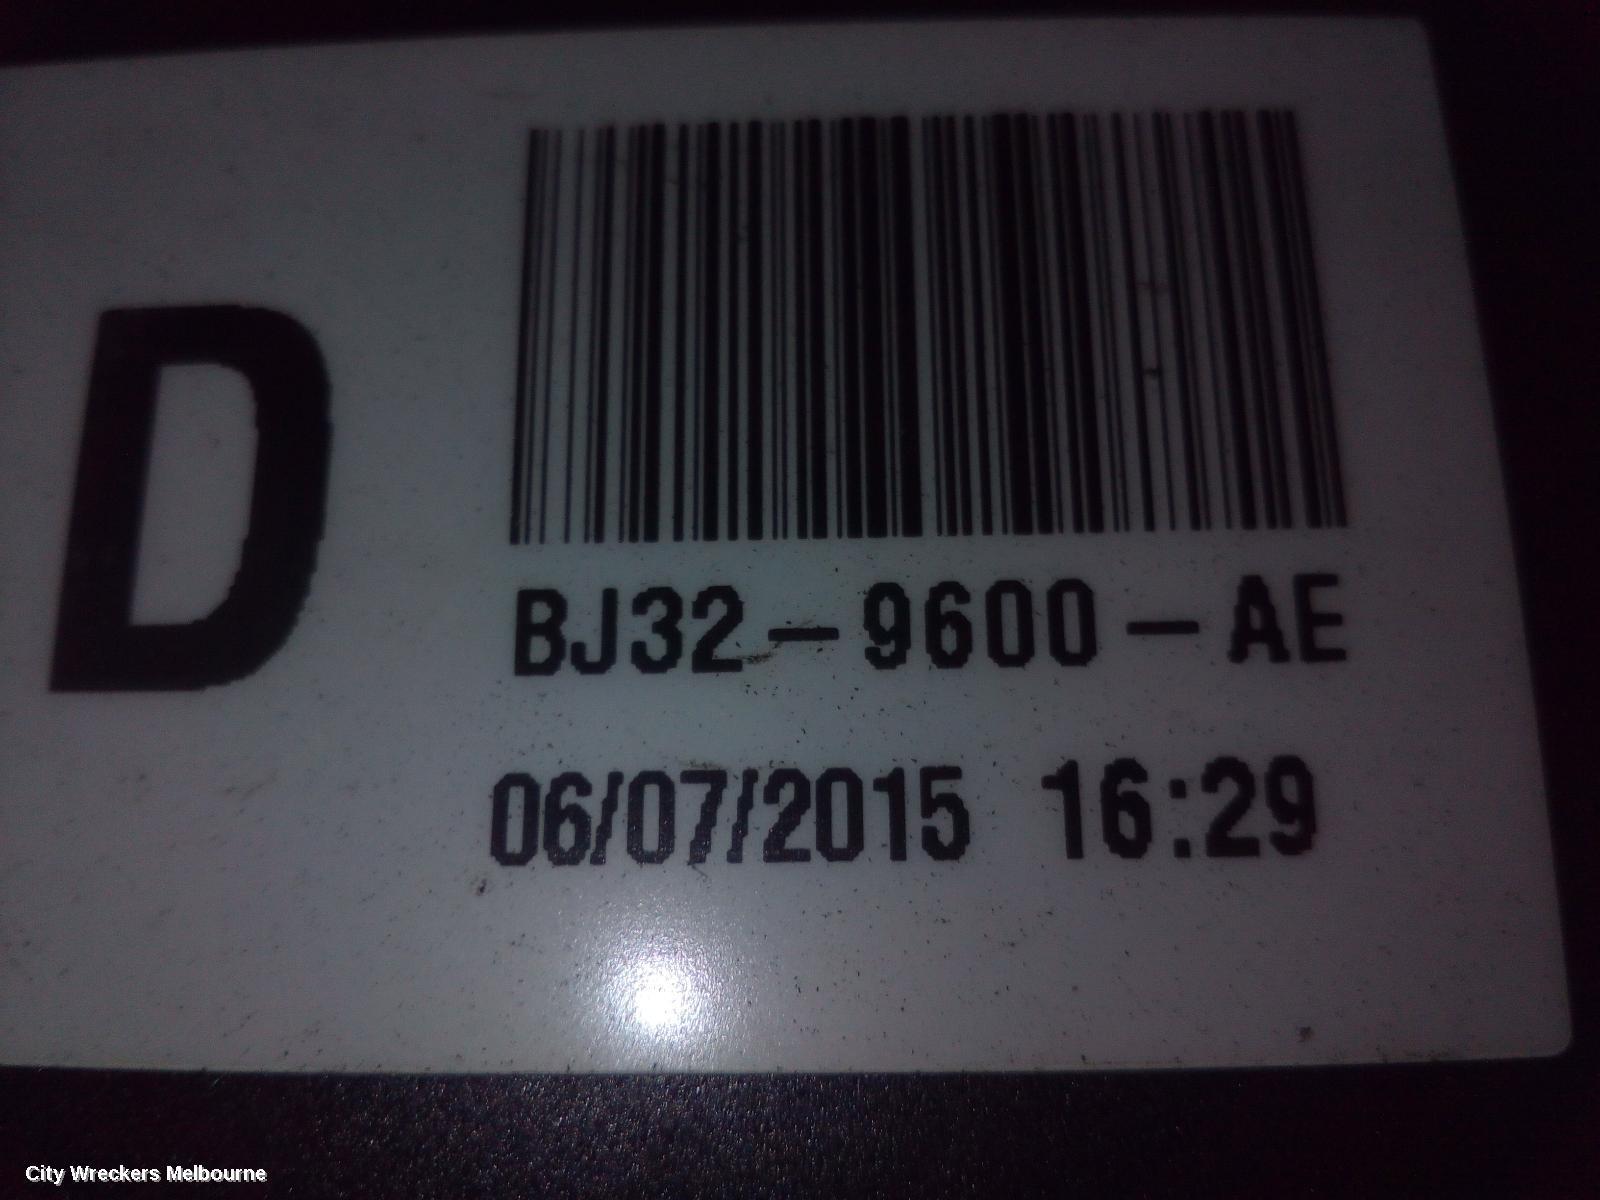 D
BJ32-9600-AE
06/07/2015 16:29
City Wreckers Melbourne